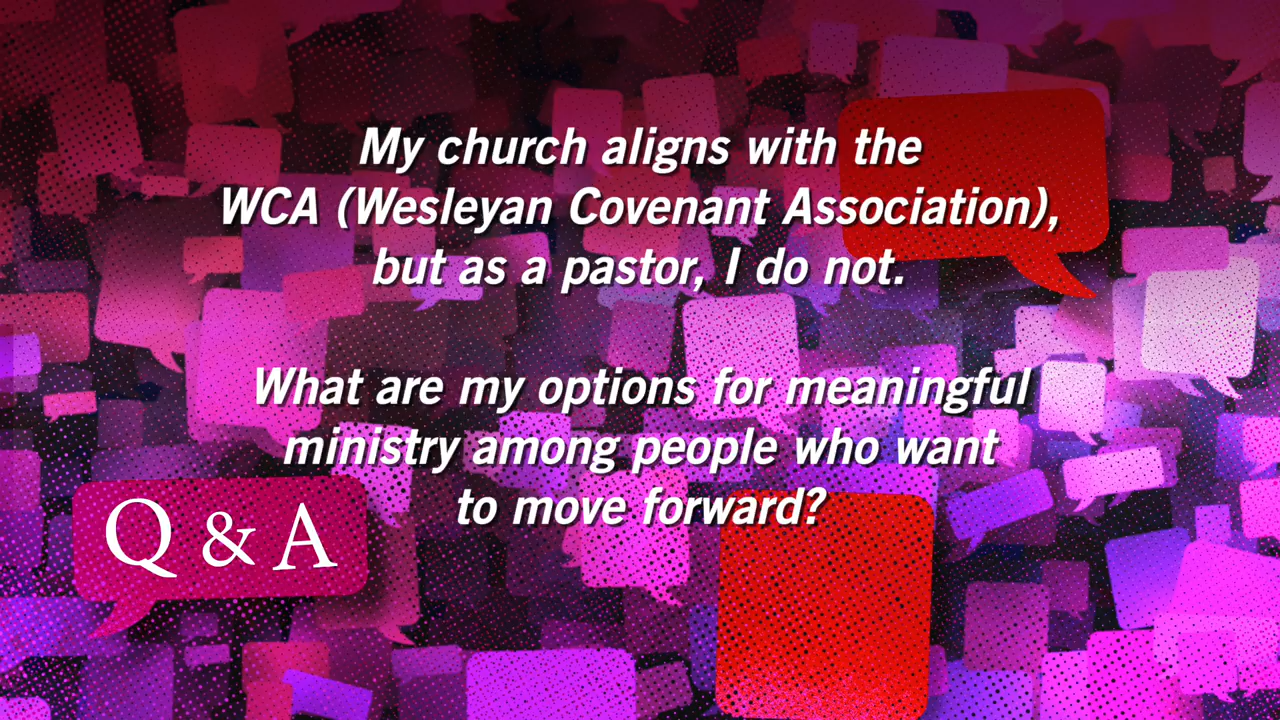 My church aligns with the
WCA (Wesleyan Covenant Association),
but as a pastor, I do not.
What are my options for meaningful
ministry among people who want
to move forward?
Q & A